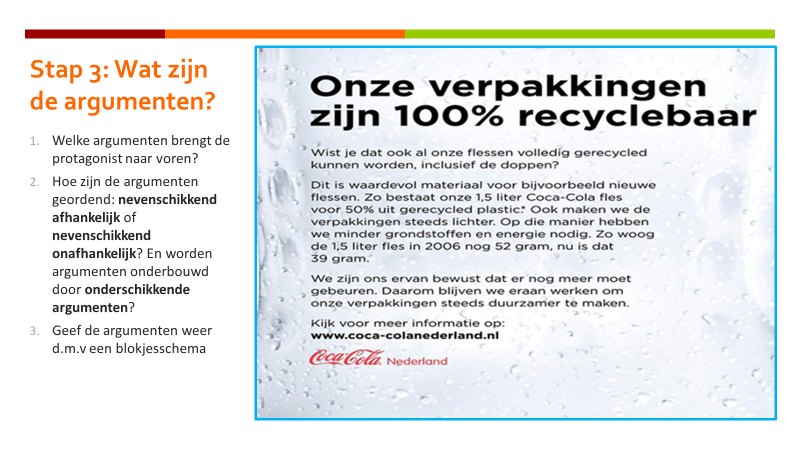 Stap 3: Wat zijn
de argumenten?
1. Welke argumenten brengt de
protagonist naar voren?
2. Hoe zijn de argumenten
geordend: nevenschikkend
afhankelijk of
nevenschikkend
onafhankelijk? En worden
argumenten onderbouwd
door onderschikkende
argumenten?
3. Geef de argumenten weer
d.m.v een blokjesschema
Onze verpakkingen
zijn 100% recyclebaar
Wist je dat ook al onze flessen volledig gerecycled
kunnen worden, inclusief de doppen?
Dit is waardevol materiaal voor bijvoorbeeld nieuwe
flessen. Zo bestaat onze 1,5 liter Coca-Cola fles
voor 50% uit gerecycled plastic.* Ook maken we de
verpakkingen steeds lichter. Op die manier hebben
we minder grondstoffen en energie nodig. Zo woog
de 1,5 liter fles in 2006 nog 52 gram, nu is dat
39 gram.
We zijn ons ervan bewust dat er nog meer moet
gebeuren. Daarom blijven we eraan werken om
onze verpakkingen steeds duurzamer te maken.
Kijk voor meer informatie op:
www.coca-colanederland.nl
Coca-Cola Nederland